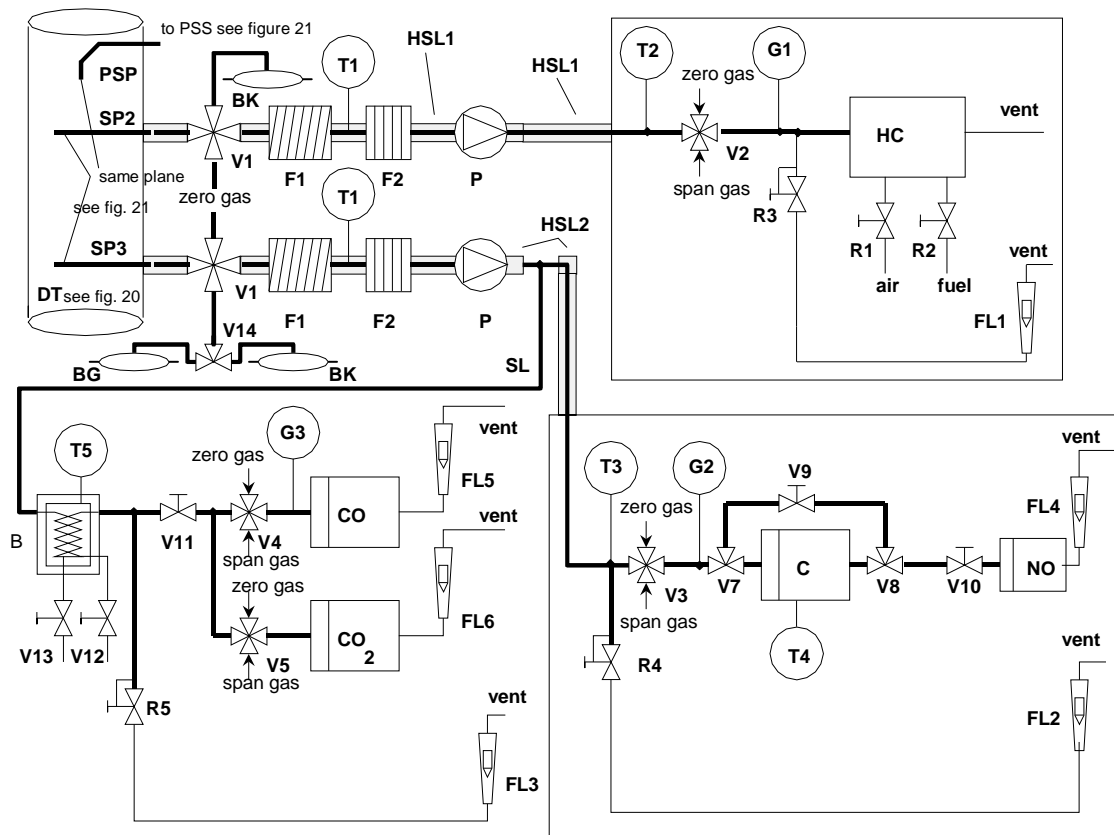 to PSS see figure 21
PSP
HSL1
HSL1
T1
T2
G1
zero gas
BK
SP2
V1
F1
F2
P
V2
span gas
HC
vent
R3
R1
R2
air
fuel
vent
FL1
same plane
see fig. 21
zero gas
T1
HSL2
SP3
DT see fig. 20
V1
F1
F2
P
V14
BG
BK
SL
T5
zero gas
G3
vent
FL5
B
V11
V4
CO
span gas
zero gas
vent
FL6
V5
CO2
span gas
V13
V12
R5
vent
FL3
T3
G2
V9
vent
FL4
zero gas
V3
V7
C
V8
V10
NO
span gas
R4
T4
vent
FL2